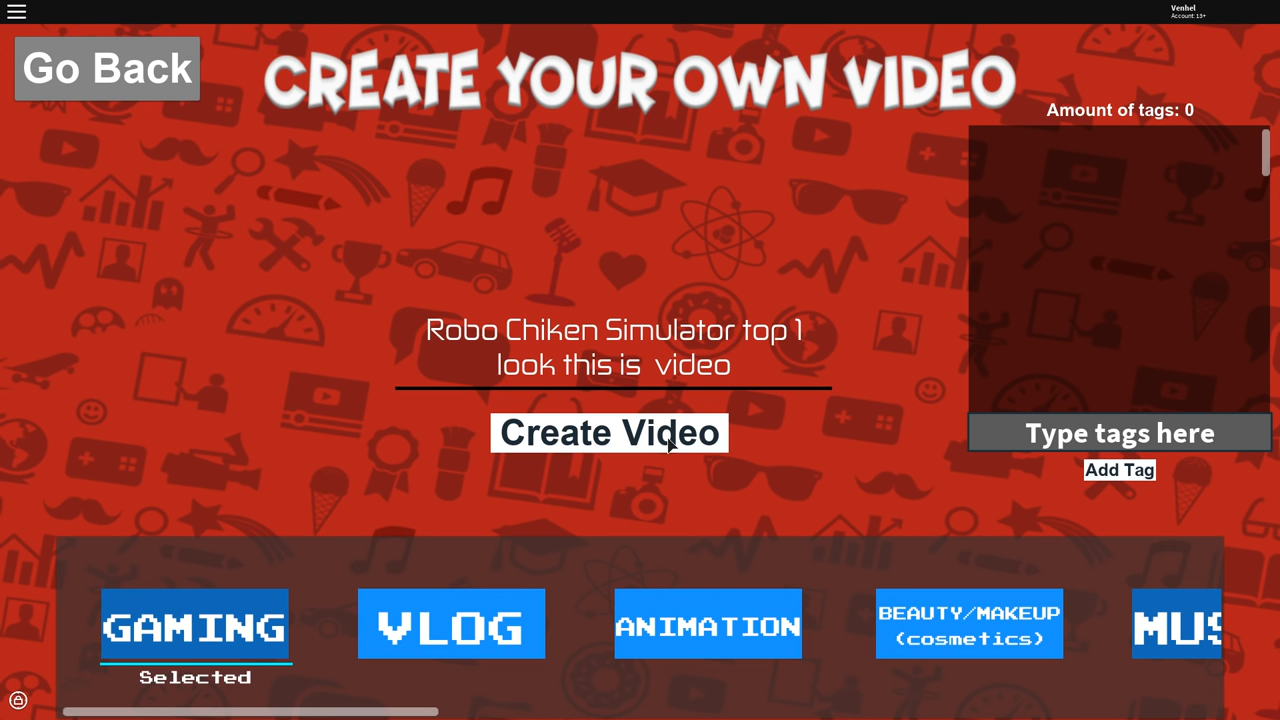 Venhel
Account: 13+
Go Back
CREATE YOUR OWN VIDEO
Amount of tags: 0
Robo Chiken Simulator top 1
look this is  video
Create Video
Type tags here
Add Tag
GAMING
VLOG
ANIMATION
BEAUTY/MAKEUP
(cosmetics)
MUS
Selected